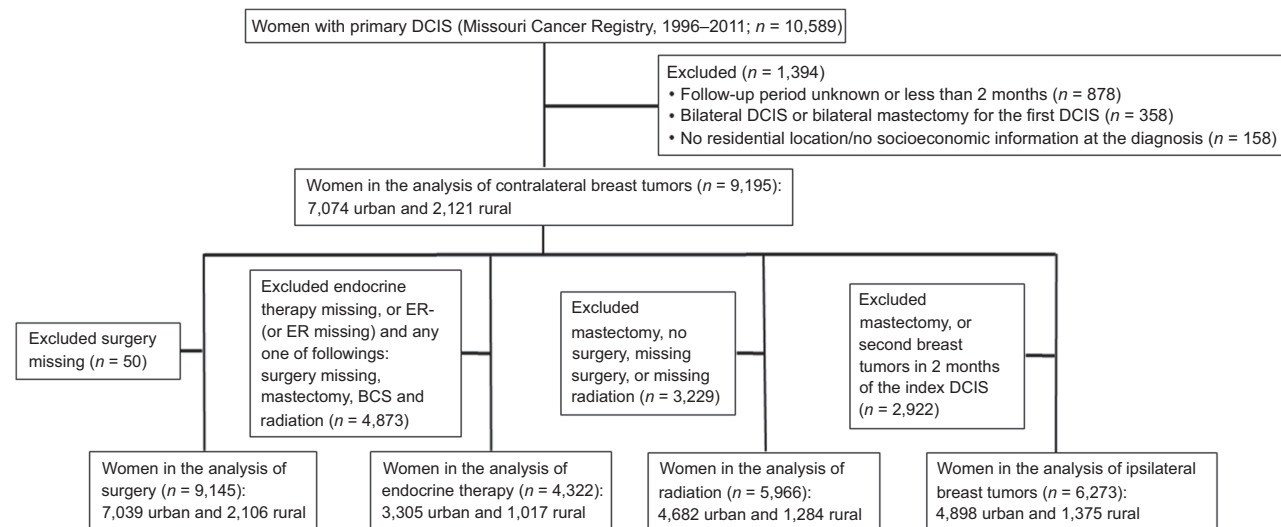 Women with primary DCIS (Missouri Cancer Registry, 1996–2011; n = 10,589)
Excluded (n = 1,394)
• Follow-up period unknown or less than 2 months (n = 878)
• Bilateral DCIS or bilateral mastectomy for the first DCIS (n = 358)
• No residential location/no socioeconomic information at the diagnosis (n = 158)
Women in the analysis of contralateral breast tumors (n = 9,195):
7,074 urban and 2,121 rural
Excluded surgery
missing (n = 50)
Excluded endocrine
therapy missing, or ER-
(or ER missing) and any
one of followings:
surgery missing,
mastectomy, BCS and
radiation (n = 4,873)
Excluded
mastectomy, no
surgery, missing
surgery, or missing
radiation (n = 3,229)
Excluded
mastectomy, or
second breast
tumors in 2 months
of the index DCIS
(n = 2,922)
Women in the analysis of
surgery (n = 9,145):
7,039 urban and 2,106 rural
Women in the analysis of
endocrine therapy (n = 4,322):
3,305 urban and 1,017 rural
Women in the analysis of
radiation (n = 5,966):
4,682 urban and 1,284 rural
Women in the analysis of ipsilateral
breast tumors (n = 6,273):
4,898 urban and 1,375 rural